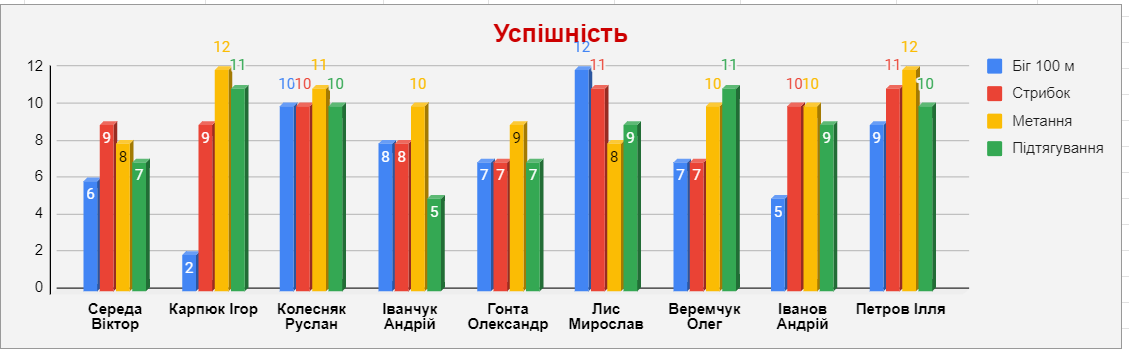 Успішність
12
10
8
6
4
2
0
6 9 8 7
2 9 12 11
10 10 11 10
8 8 10 5
7 7 9 7
12 11 8 9
7 7 10 11
5 10 10 9
9 11 12 10
Середа
Віктор
Карпюк Ігор
Колесняк
Руслан
Іванчук
Андрій
Гонта
Олександр
Лис
Мирослав
Веремчук
Олег
Іванов
Андрій
Петров Ілля
Біг 100 м
Стрибок
Метання
Підтягування